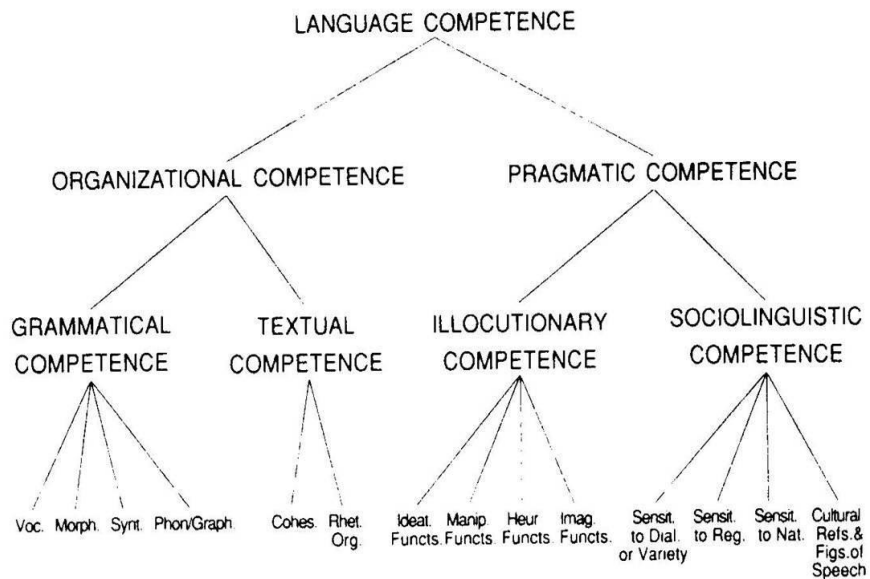 LANGUAGE COMPETENCE
ORGANIZATIONAL COMPETENCE
PRAGMATIC COMPETENCE
GRAMMATICAL
COMPETENCE
TEXTUAL
COMPETENCE
ILLOCUTIONARY
COMPETENCE
SOCIOLINGUISTIC
COMPETENCE
Voc.
Morph.
Synt.
Phon/Graph.
Cohes.
Rhet.
Org.
Ideat.
Functs.
Manip.
Functs.
Heur
Functs.
Imag.
Functs.
Sensit.
to Dial.
or Variety
Sensit.
to Reg.
Sensit.
to Nat.
Cultural
Refs.&
Figs.of
Speech